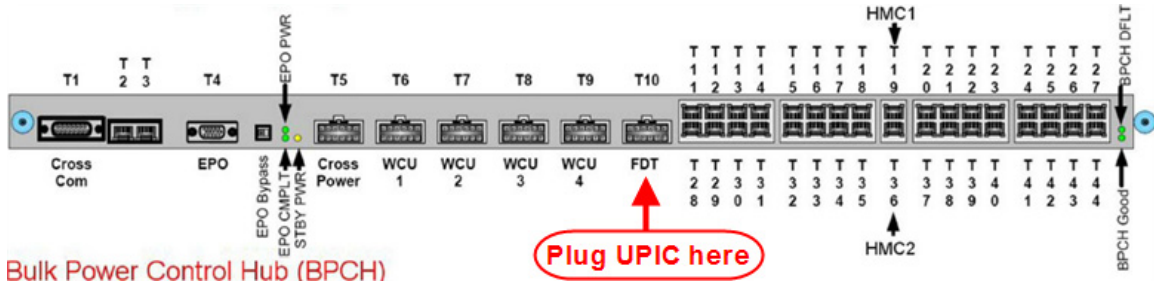 HMC1
EPO PWR
BPCH DFLT
T1
T2
T3
T4
T5
T6
T7
T8
T9
T10
T11
T12
T13
T14
T15
T16
T17
T18
T19
T20
T21
T22
T23
T24
T25
T26
T27
Cross Com
EPO
EPO Bypass
EPO CMPLT
STBY PWR
Cross Power
WCU 1
WCU 2
WCU 3
WCU 4
FDT
T28
T29
T30
T31
T32
T33
T34
T35
T36
T37
T38
T39
T40
T41
T42
T43
T44
BPCH Good
HMC2
Plug UPIC here
Bulk Power Control Hub (BPCH)